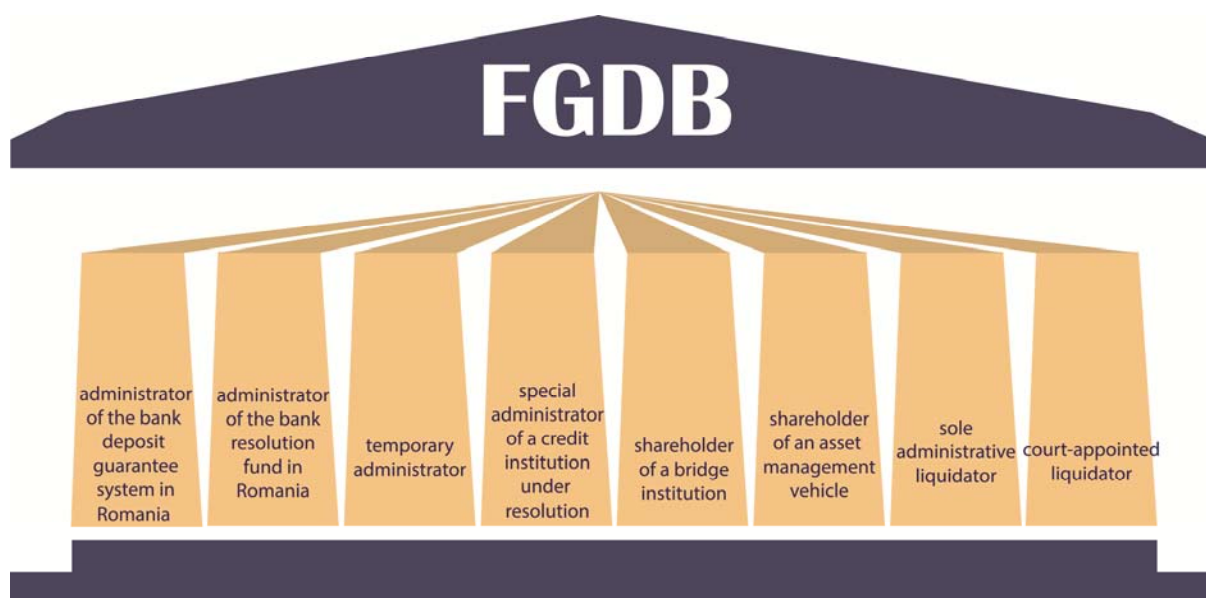 FGDB
administrator
of the bank
deposit
guarantee
system in
Romania
administrator
of the bank
resolution
fund in
Romania
temporary
administrator
special
administrator
of a credit
institution
under
resolution
shareholder
of a bridge
institution
shareholder
of an asset
management
vehicle
sole
administrative
liquidator
court-appointed
liquidator